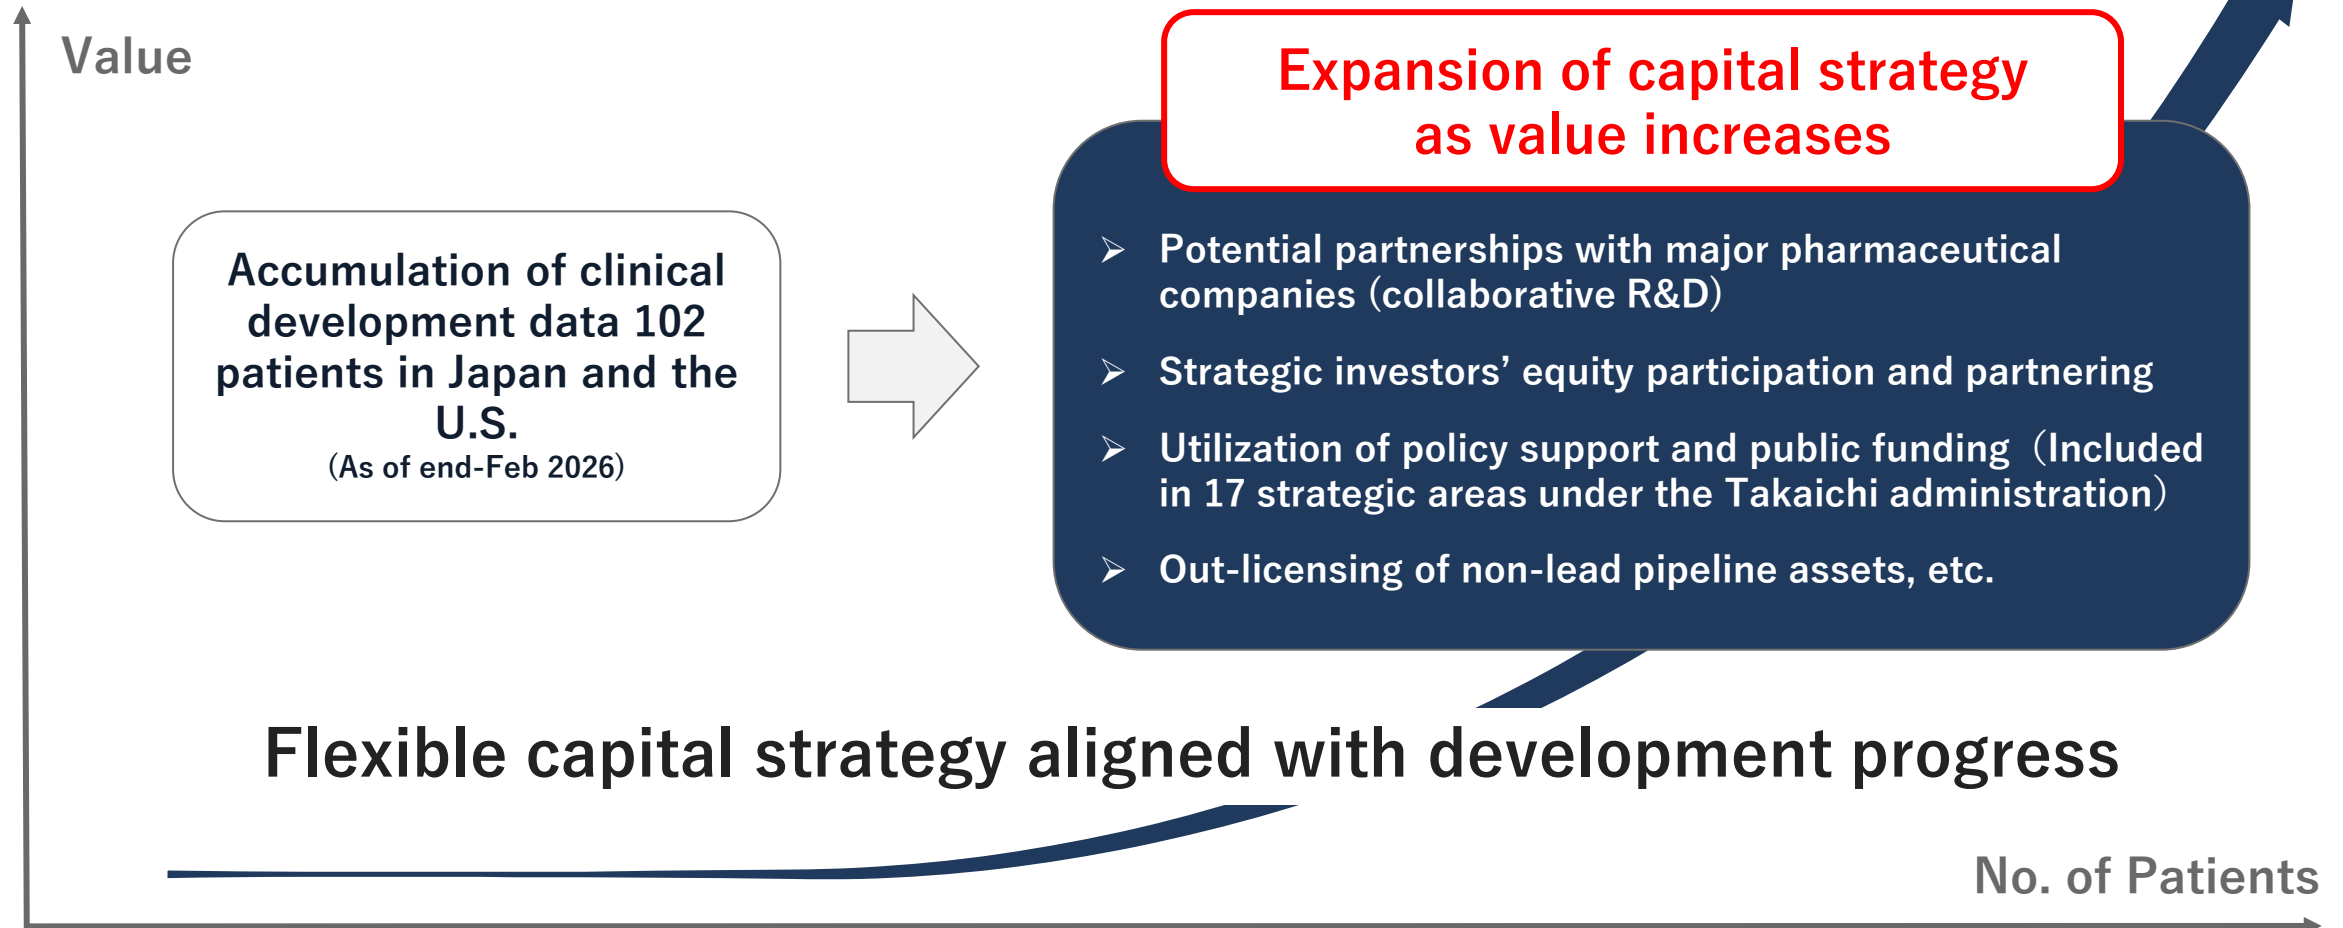 Value
Expansion of capital strategy
as value increases
Accumulation of clinical
development data 102
patients in Japan and the
U.S.
(As of end-Feb 2026)
➢ Potential partnerships with major pharmaceutical
companies (collaborative R&D)
➢ Strategic investors’ equity participation and partnering
➢ Utilization of policy support and public funding（Included
in 17 strategic areas under the Takaichi administration）
➢ Out-licensing of non-lead pipeline assets, etc.
Flexible capital strategy aligned with development progress
No. of Patients